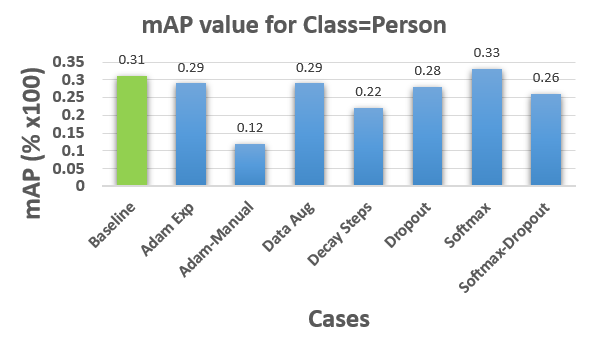 mAP value for Class=Person
mAP (% x100)
0.35
0.3
0.25
0.2
0.15
0.1
0.05
0
0.31
0.29
0.12
0.29
0.22
0.28
0.33
0.26
Baseline
Adam Exp
Adam-Manual
Data Aug
Decay Steps
Dropout
Softmax
Softmax-Dropout
Cases